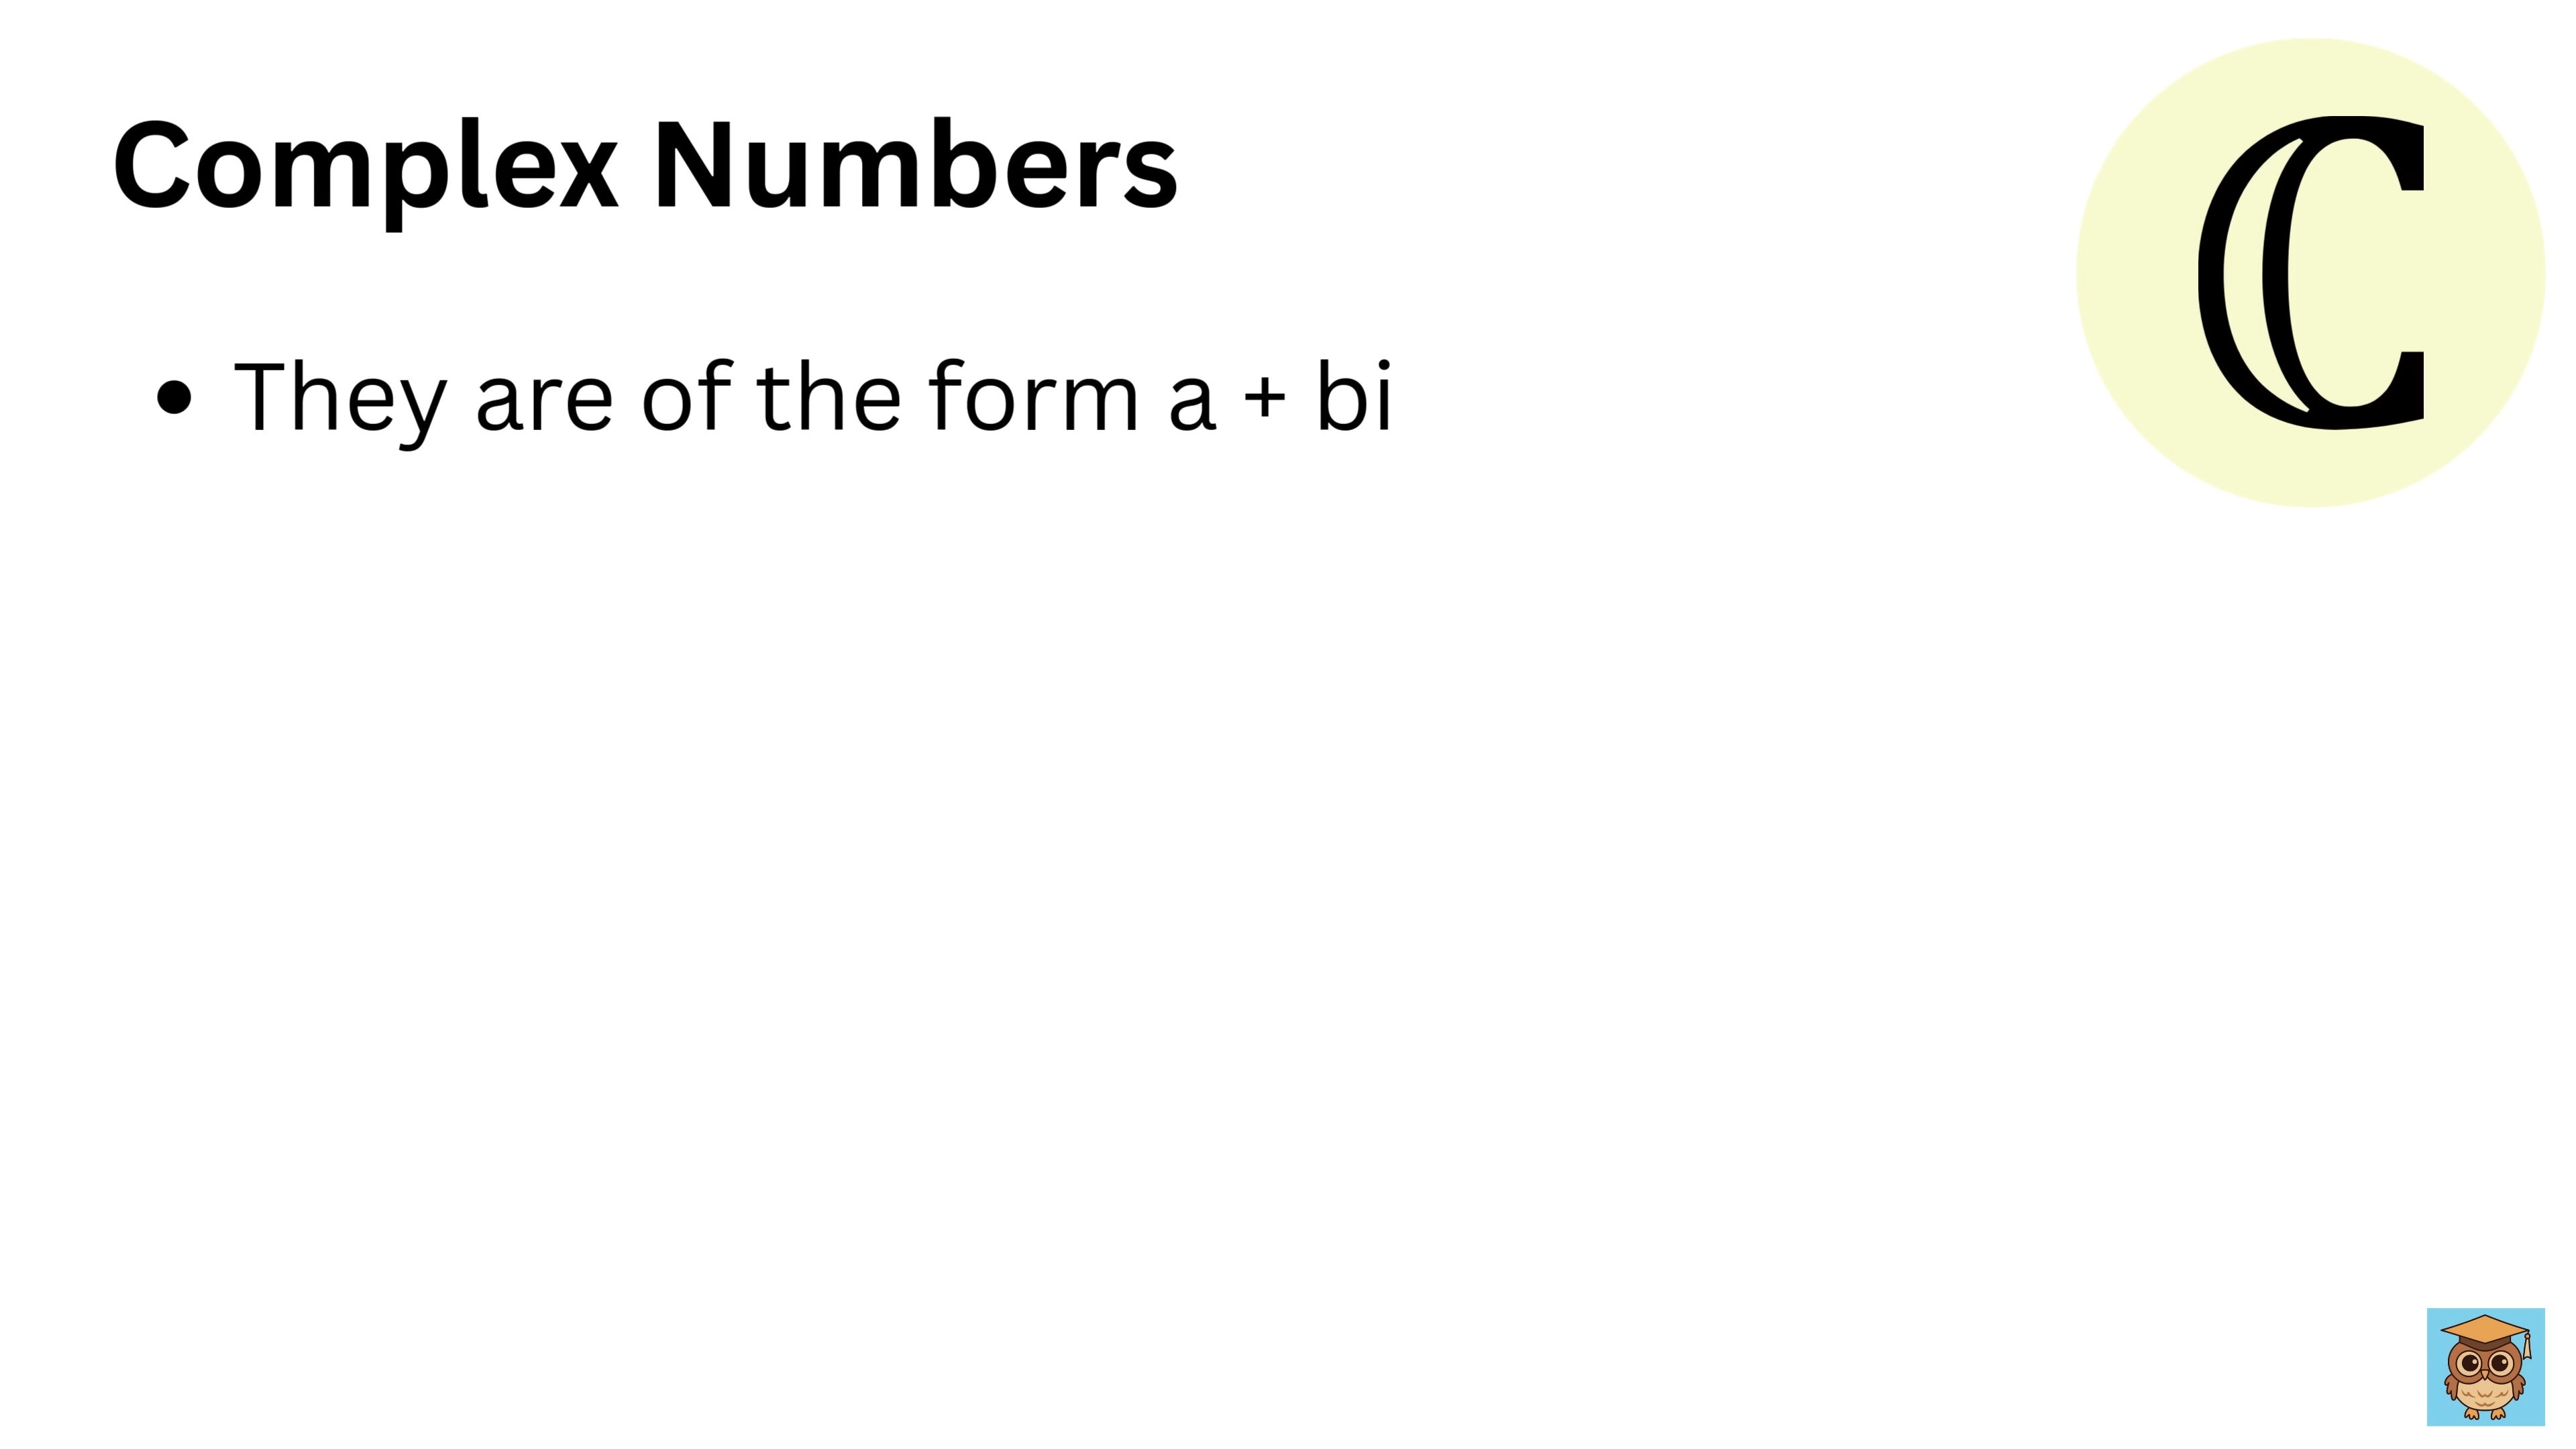 Complex Numbers
ℂ
• They are of the form a + bi